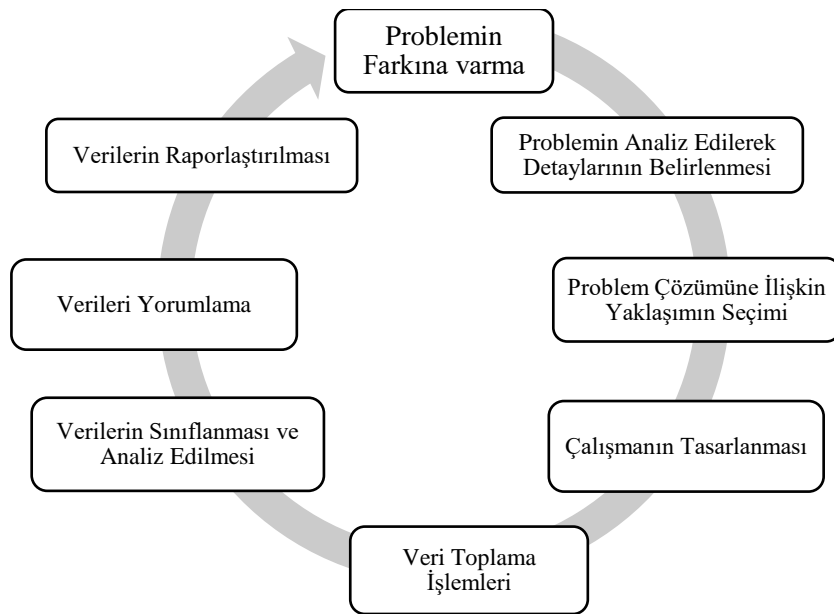 Problemin
Farkına varma
Problemin Analiz Edilerek
Detaylarının Belirlenmesi
Problem Çözümüne İlişkin
Yaklaşımın Seçimi
Çalışmanın Tasarlanması
Veri Toplama
İşlemleri
Verilerin Sınıflanması ve
Analiz Edilmesi
Verileri Yorumlama
Verilerin Raporlaştırılması